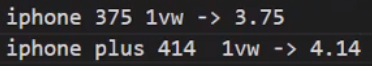 iphone 375 1vw -> 3.75
iphone plus 414  1vw -> 4.14